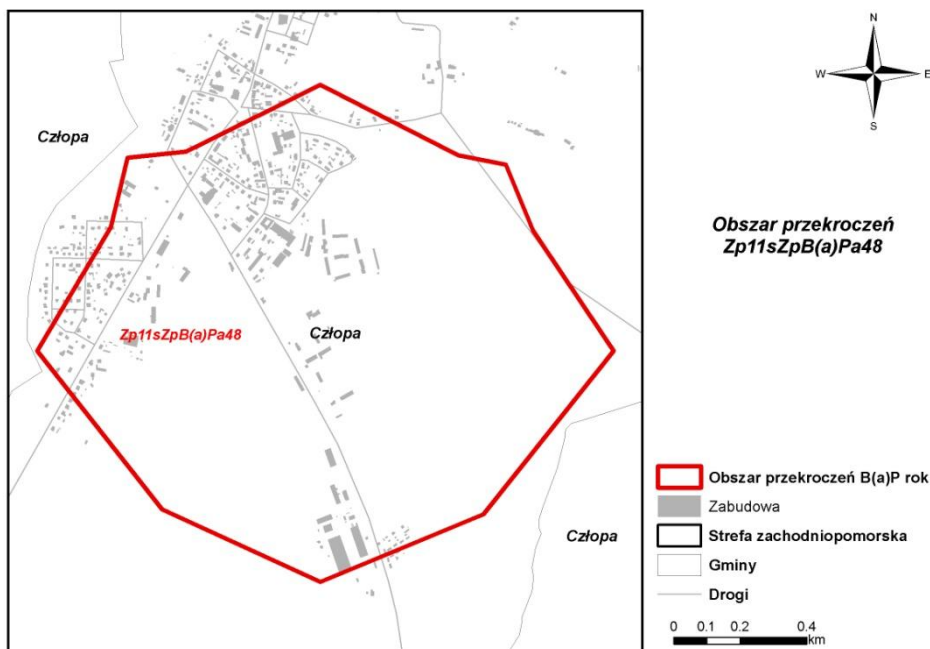 Człopa
Zp11sZpB(a)Pa48
Człopa
Człopa
N
W
E
S
Obszar przekroczeń
Zp11sZpB(a)Pa48
Obszar przekroczeń B(a)P rok
Zabudowa
Strefa zachodniopomorska
Gminy
Drogi
0 0.1 0.2 0.4
km